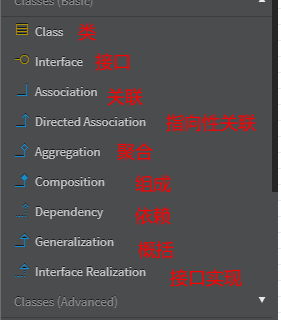 Classes (Basic)
Class 类
Interface 接口
Association 关联
Directed Association 指向性关联
Aggregation 聚合
Composition 组成
Dependency 依赖
Generalization 概括
Interface Realization 接口实现
Classes (Advanced)